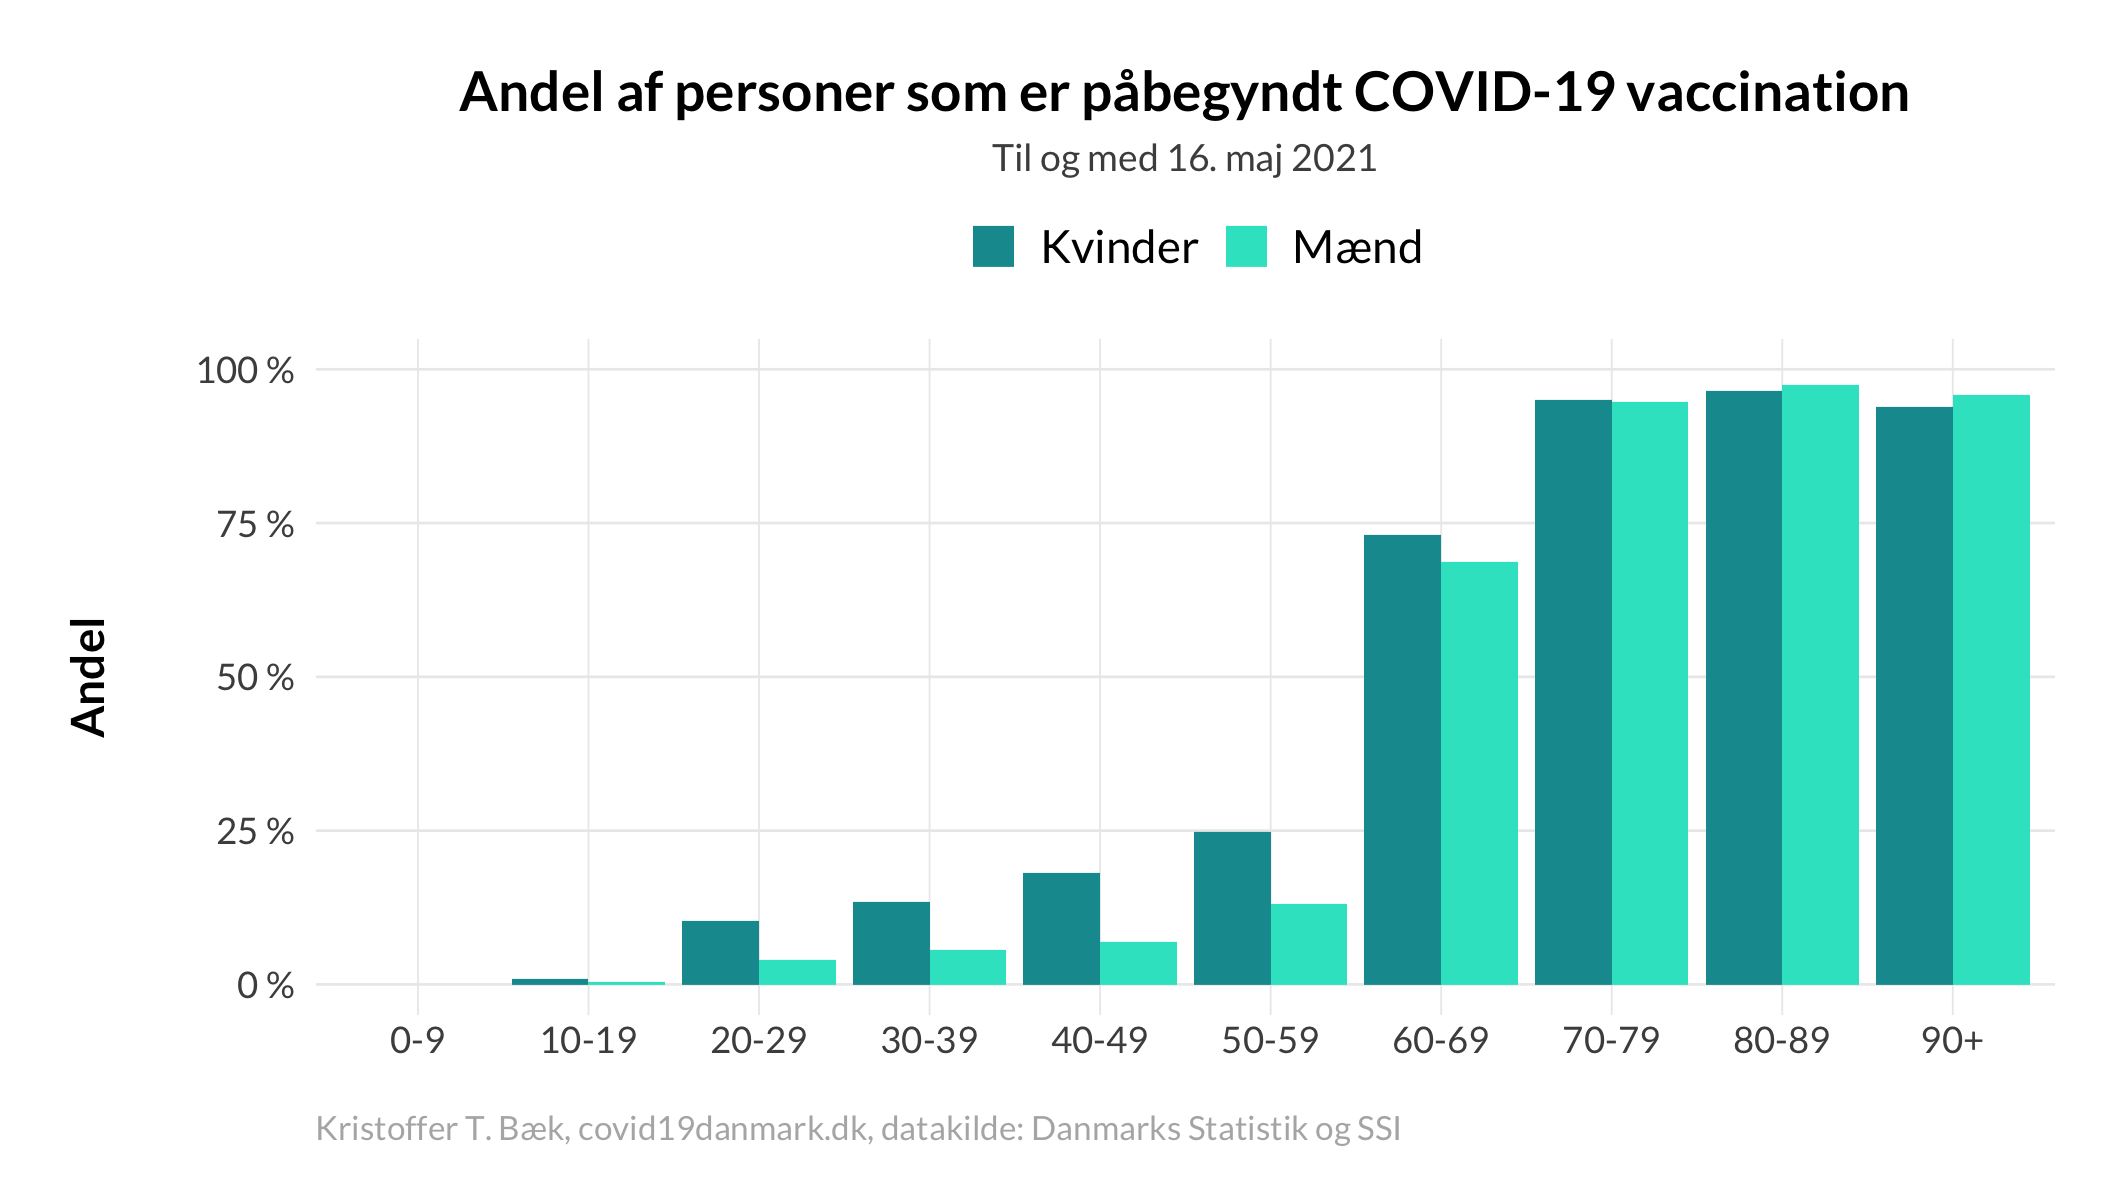 Andel af personer som er påbegyndt COVID-19 vaccination
Til og med 16. maj 2021
Kvinder Mænd
Andel
100 %
75 %
50 %
25 %
0 %
0-9 10-19 20-29 30-39 40-49 50-59 60-69 70-79 80-89 90+
Kristoffer T. Bæk, covid19danmark.dk, datakilde: Danmarks Statistik og SSI